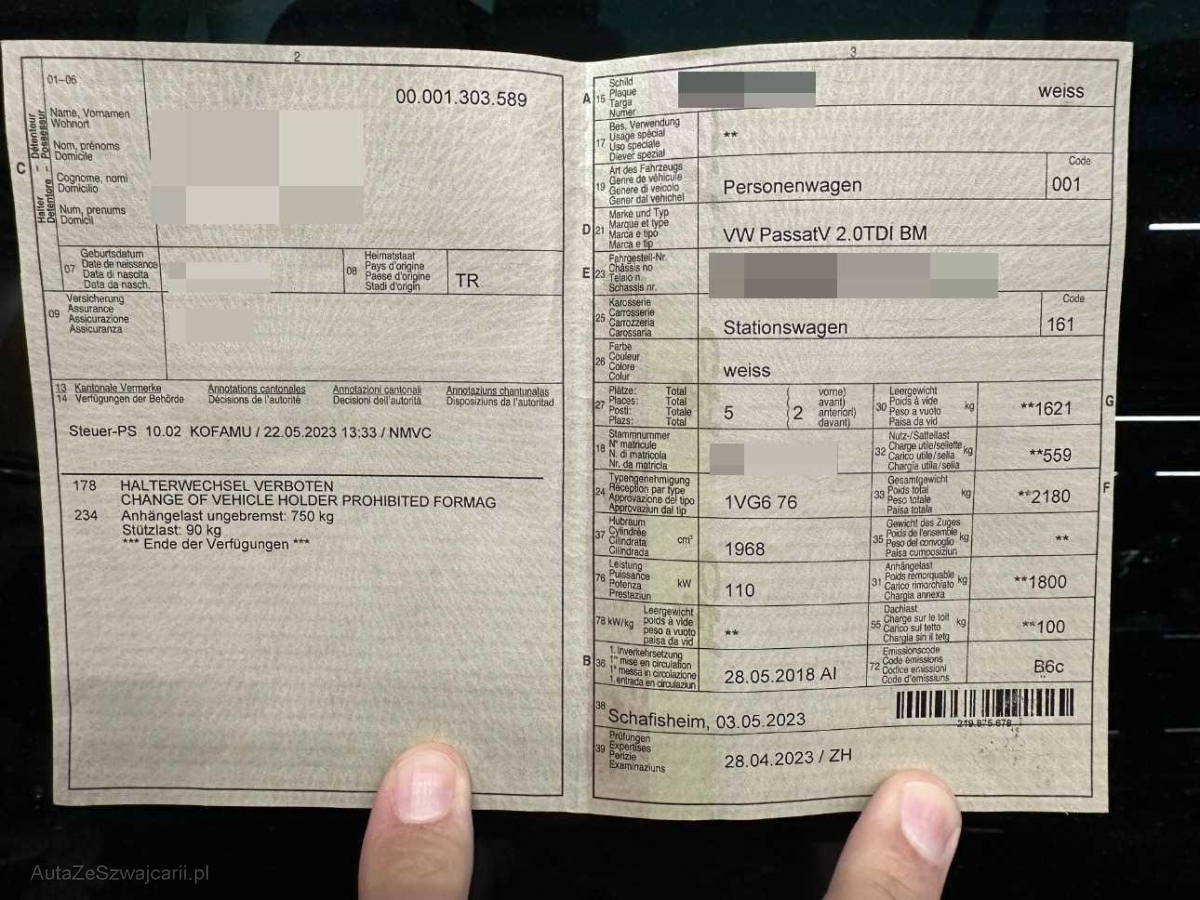 2
01-06
00.001.303.589
C
Halter - Détenteur
Detentore - Possessur
Name, Vornamen
Wohnort
Nom, prénoms
Domicile
Cognome, nomi
Domicilio
Num, prenums
Domicil
07
Geburtsdatum
Date de naissance
Data di nascita
Data da nasch.
08
Heimatstaat
Pays d'origine
Paese d'origine
Stadi d'origin
TR
09
Versicherung
Assurance
Assicurazione
Assicuranza
13 Kantonale Vermerke Annotations cantonales Annotazioni cantonali Annotaziuns chantunalas
14 Verfügungen der Behörde Décisions de l'autorité Decisioni dell'autorità Disposiziuns da l'autoritad
Steuer-PS 10.02 KOFAMU / 22.05.2023 13:33 / NMVC
178 HALTERWECHSEL VERBOTEN
CHANGE OF VEHICLE HOLDER PROHIBITED FORMAG
234 Anhängelast ungebremst: 750 kg
Stützlast: 90 kg
*** Ende der Verfügungen ***
3
A 15
Schild
Plaque
Targa
Numer
weiss
17
Bes. Verwendung
Usage spécial
Uso speciale
Diever spezial
**
19
Art des Fahrzeugs
Genre de véhicule
Genere di veicolo
Gener dal vehichel
Personenwagen
Code
001
D 21
Marke und Typ
Marque et type
Marca e tipo
Marca e tip
VW PassatV 2.0TDI BM
E 23
Fahrgestell-Nr.
Châssis no
Telaio n.
Schassis nr.
25
Karosserie
Carrosserie
Carrozzeria
Carossaria
Stationswagen
Code
161
26
Farbe
Couleur
Colore
Colur
weiss
27
Plätze: Total
Places: Total
Posti: Totale
Plazs: Total
5
2
vorne)
avant)
anteriori)
davant)
30
Leergewicht
Poids à vide
Peso a vuoto
Paisa da vid
kg
**1621
G
18
Stammnummer
N° matricule
N. di matricola
Nr. da matricla
32
Nutz-/Sattellast
Charge utile/sellette
Carico utile/sella
Chargia utila/sella
kg
**559
24
Typengenehmigung
Réception par type
Approvazione del tipo
Approvaziun dal tip
1VG6 76
33
Gesamtgewicht
Poids total
Peso totale
Paisa totala
kg
**2180
F
37
Hubraum
Cylindrée
Cilindrata
Cilindrada
cm³
1968
35
Gewicht des Zuges
Poids de l'ensemble
Peso del convoglio
Paisa cumposiziun
kg
**
76
Leistung
Puissance
Potenza
Prestaziun
kW
110
31
Anhängelast
Poids remorquable
Carico rimorchiato
Chargia annexa
kg
**1800
78 kW/kg
Leergewicht
poids à vide
peso a vuoto
paisa da vid
**
55
Dachlast
Charge sur le toit
Carico sul tetto
Chargia sin il tetg
kg
**100
B 36
1. Inverkehrsetzung
1re mise en circulation
1a messa in circolazione
1. entrada en circulaziun
28.05.2018 AI
72
Emissionscode
Code émissions
Codice emissioni
Code d'emissiuns
B6c
38
Schafisheim, 03.05.2023
219.875.678
39
Prüfungen
Expertises
Perizie
Examinaziuns
28.04.2023 / ZH
AutaZeSzwajcarii.pl